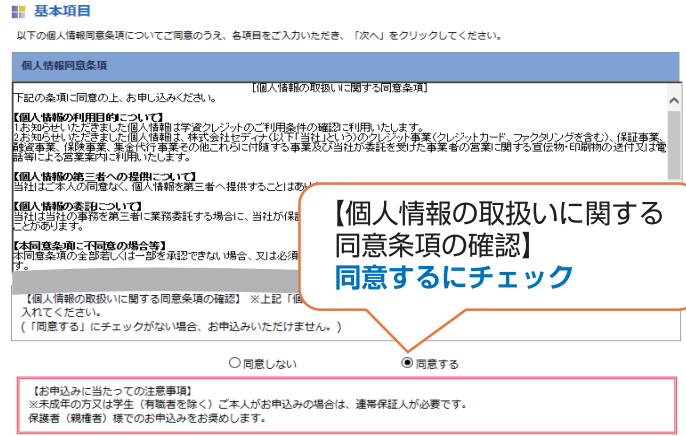 基本項目
以下の個人情報同意条項についてご同意のうえ、各項目をご入力いただき、「次へ」をクリックしてください。
個人情報同意条項
[個人情報の取扱いに関する同意条項]
下記の条項に同意の上、お申し込みください。
【個人情報の利用目的について】
1お知らせいただきました個人情報は学資クレジットのご利用条件の確認に利用いたします。
2お知らせいただきました個人情報は、株式会社セディナ(以下「当社」という)のクレジット事業(クレジットカード、ファクタリングを含む)、保証事業、
融資事業、保険事業、集金代行事業その他これらに付随する事業及び当社が委託を受けた事業者の営業に関する宣伝物・印刷物の送付又は電
話等による営業案内に利用いたします。
【個人情報の第三者への提供について】
当社はご本人の同意なく、個人情報を第三者へ提供することはあ
【個人情報の委託について】
当社は当社の事務を第三者に業務委託する場合に、当社が保
ことがあります。
【本同意条項に不同意の場合等】
本同意条項の全部若しくは一部を承認できない場合、又は必須
す。
【個人情報の取扱いに関する同意条項の確認】 ※上記「個
入れてください。
(「同意する」にチェックがない場合、お申込みいただけません。)
【個人情報の取扱いに関する
同意条項の確認】
同意するにチェック
同意しない 同意する
【お申込みに当たっての注意事項】
※未成年の方又は学生（有職者を除く）ご本人がお申込みの場合は、連帯保証人が必要です。
保護者（親権者）様でのお申込みをお奨めします。